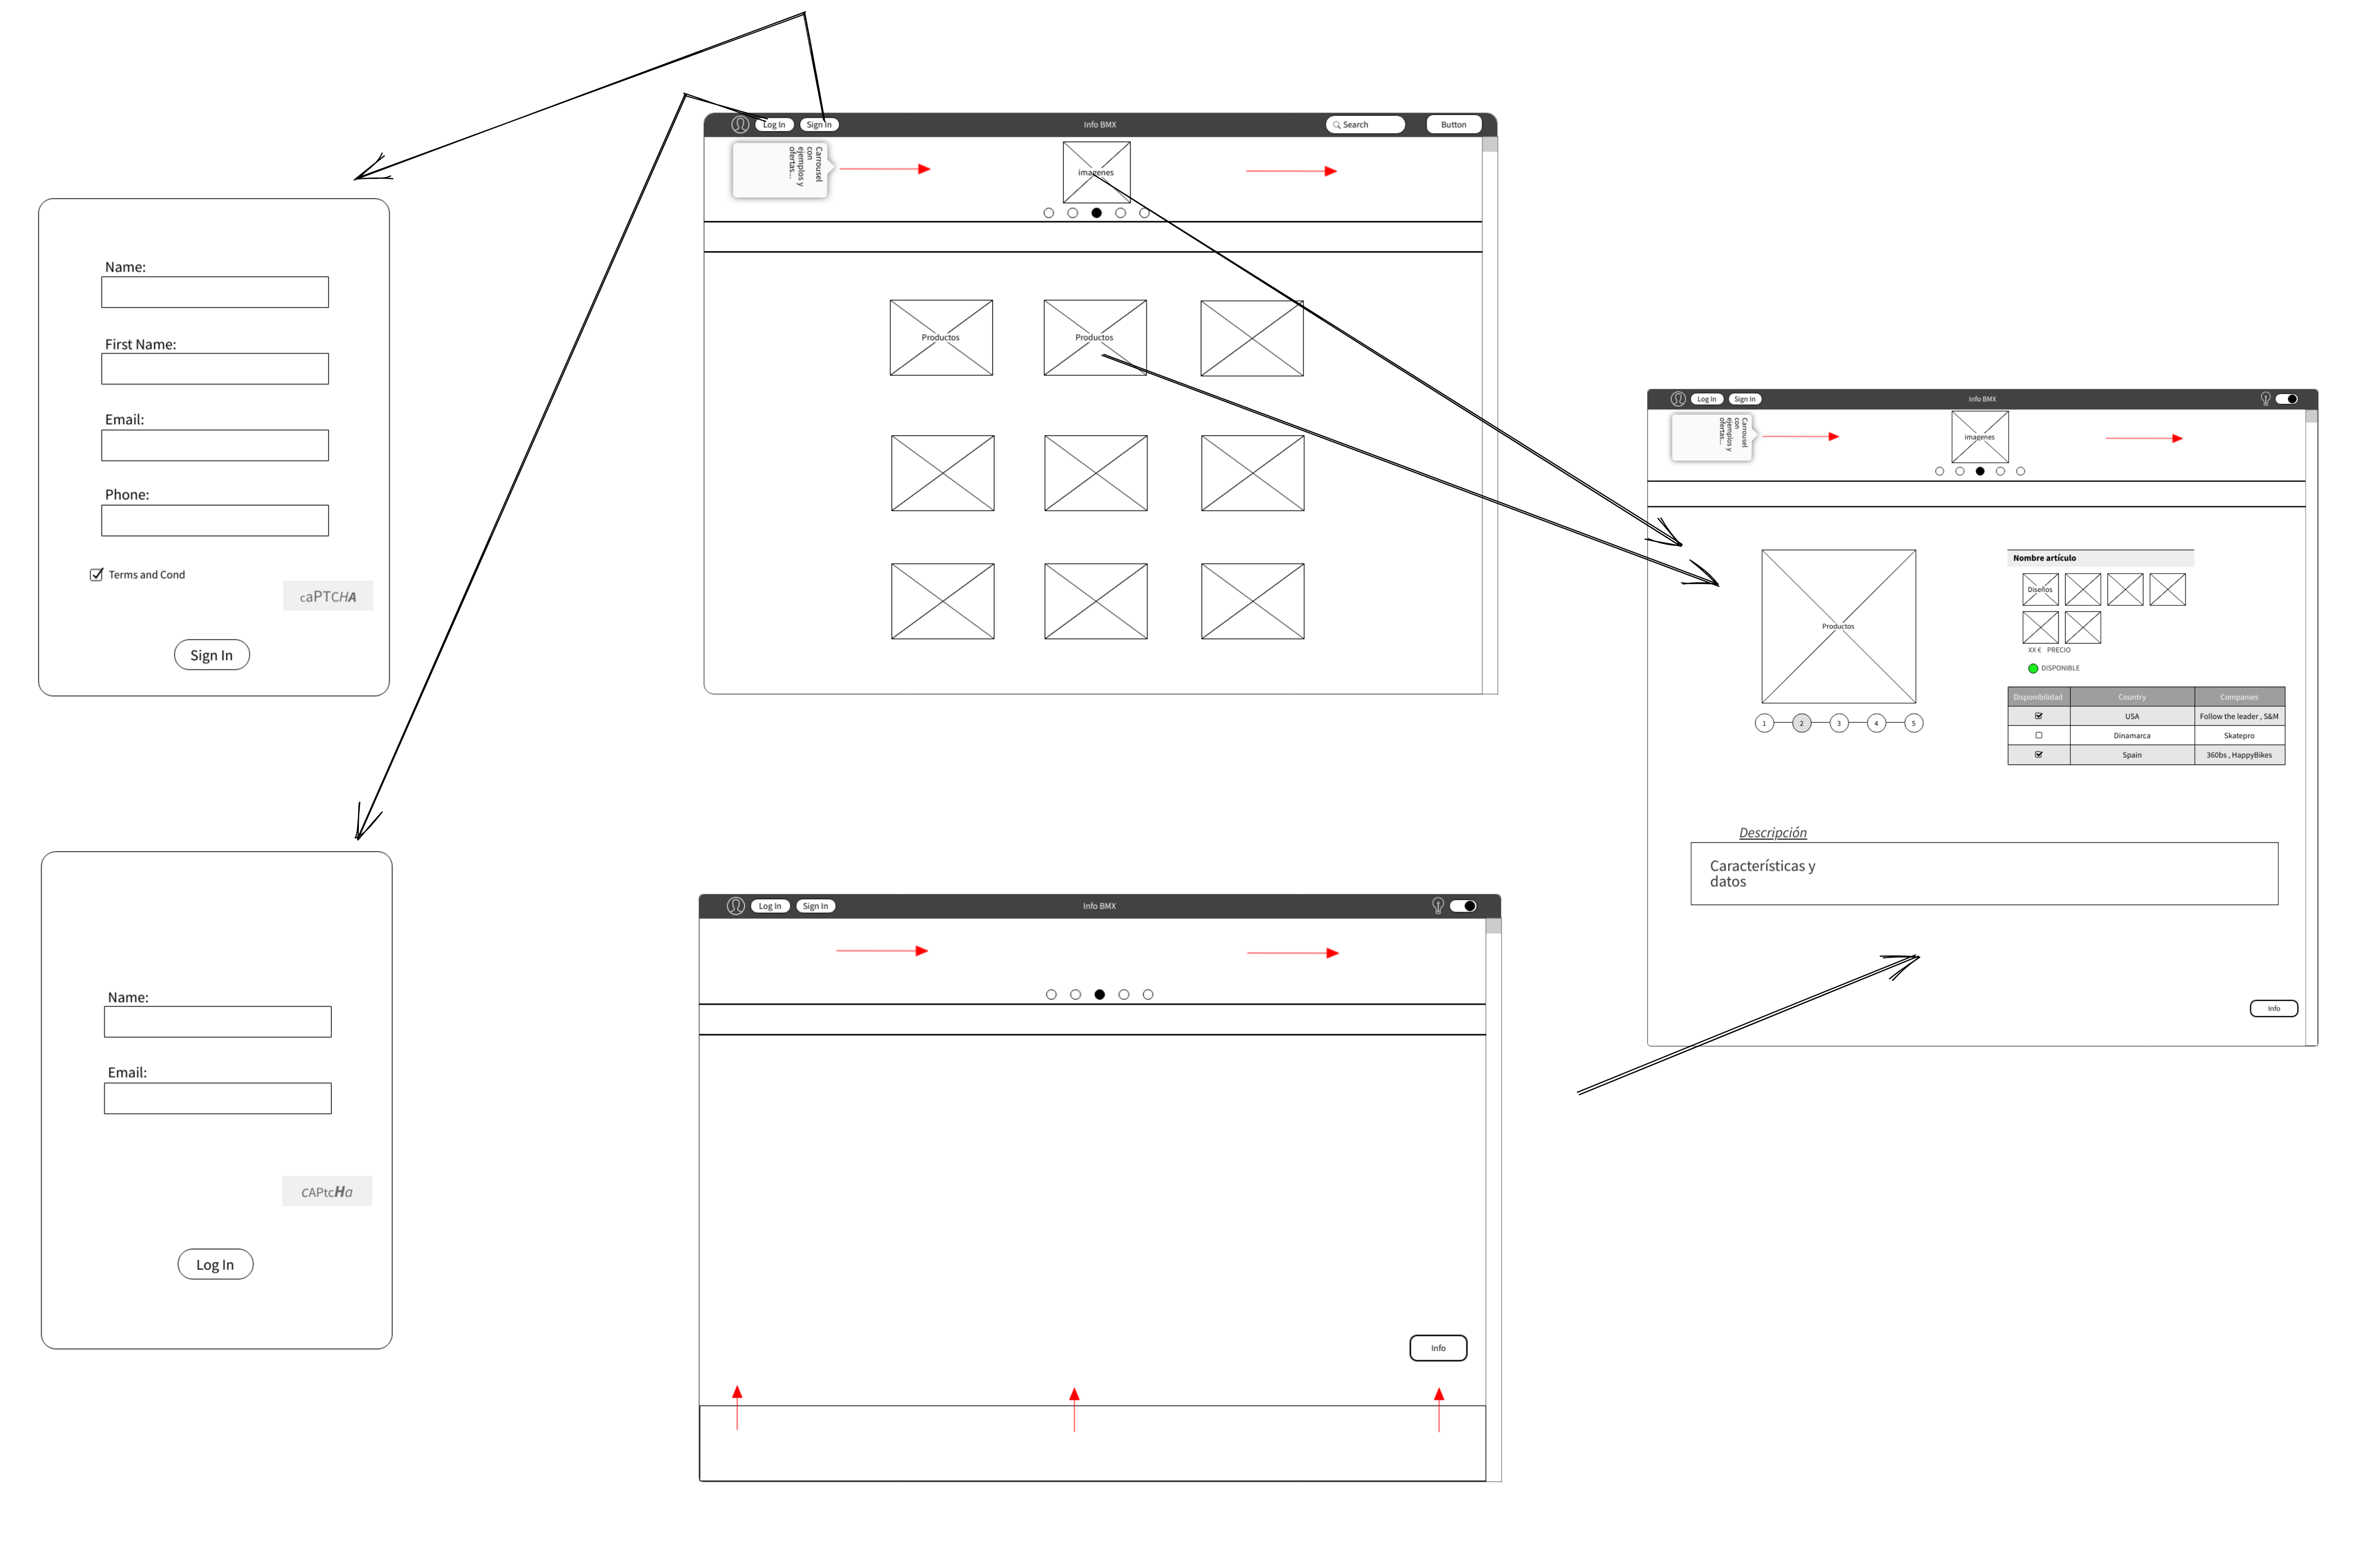 Log In
Sign In
Info BMX
Search
Button
Carrousel
con
ejemplos y
ofertas...
imagenes
Productos
Productos
Name:
First Name:
Email:
Phone:
Terms and Cond
caPTCHA
Sign In
Log In
Sign In
Info BMX
Carrousel
con
ejemplos y
ofertas...
imagenes
Productos
1 2 3 4 5
Nombre artículo
Diseños
XX € PRECIO
DISPONIBLE
Disponibilidad Country Companies
USA Follow the leader , S&M
Dinamarca Skatepro
Spain 360bs , HappyBikes
Descripción
Características y
datos
Info
Name:
Email:
cAPtcHa
Log In
Log In
Sign In
Info BMX
Info